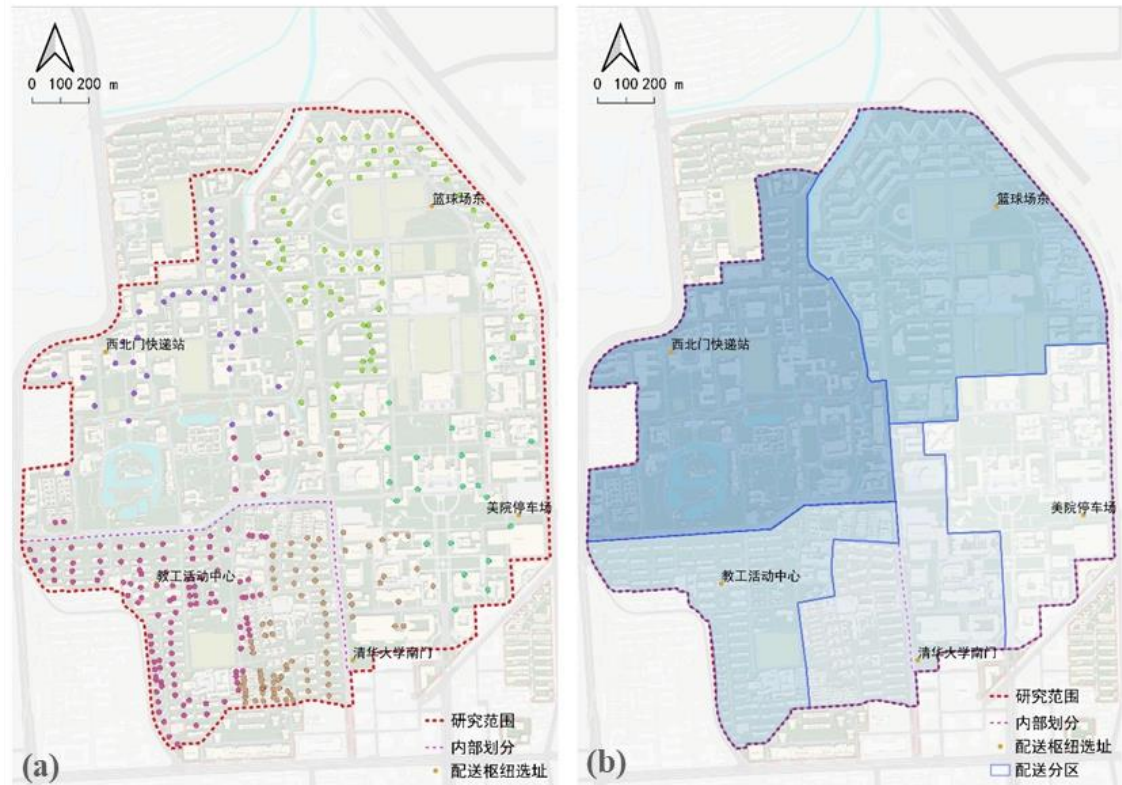 0 100 200 m
篮球场东
西北门快递站
美院停车场
教工活动中心
清华大学南门
研究范围
内部划分
配送枢纽选址
(a)
0 100 200 m
篮球场东
西北门快递站
美院停车场
教工活动中心
清华大学南门
研究范围
内部划分
配送枢纽选址
配送分区
(b)